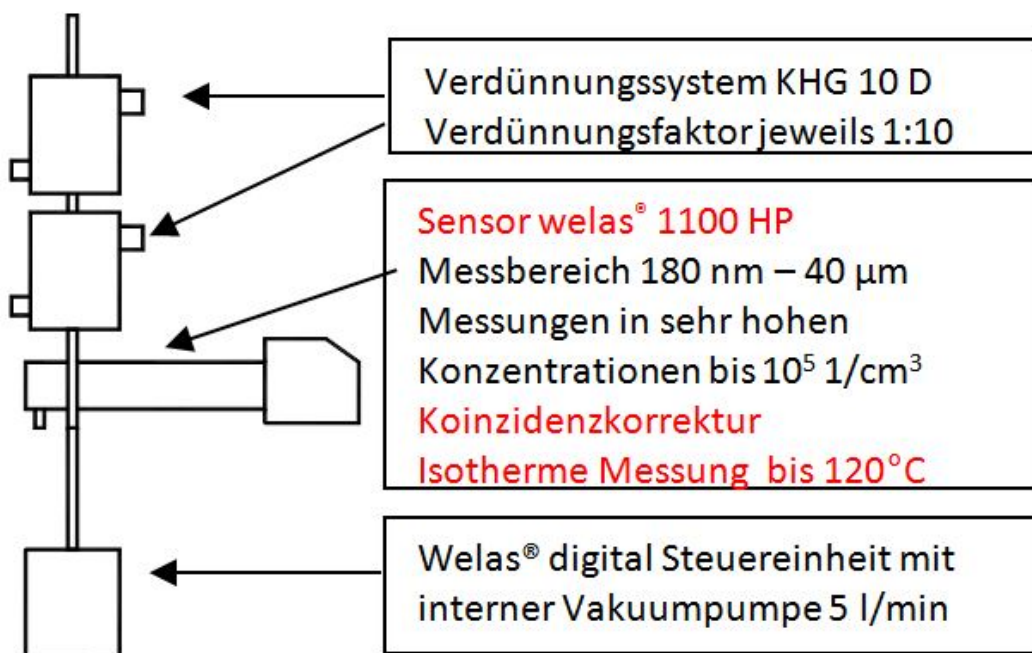 Verdünnungssystem KHG 10 D
Verdünnungsfaktor jeweils 1:10
Sensor welas® 1100 HP
Messbereich 180 nm – 40 µm
Messungen in sehr hohen
Konzentrationen bis 10⁵ 1/cm³
Koinzidenzkorrektur
Isotherme Messung bis 120°C
Welas® digital Steuereinheit mit
interner Vakuumpumpe 5 l/min